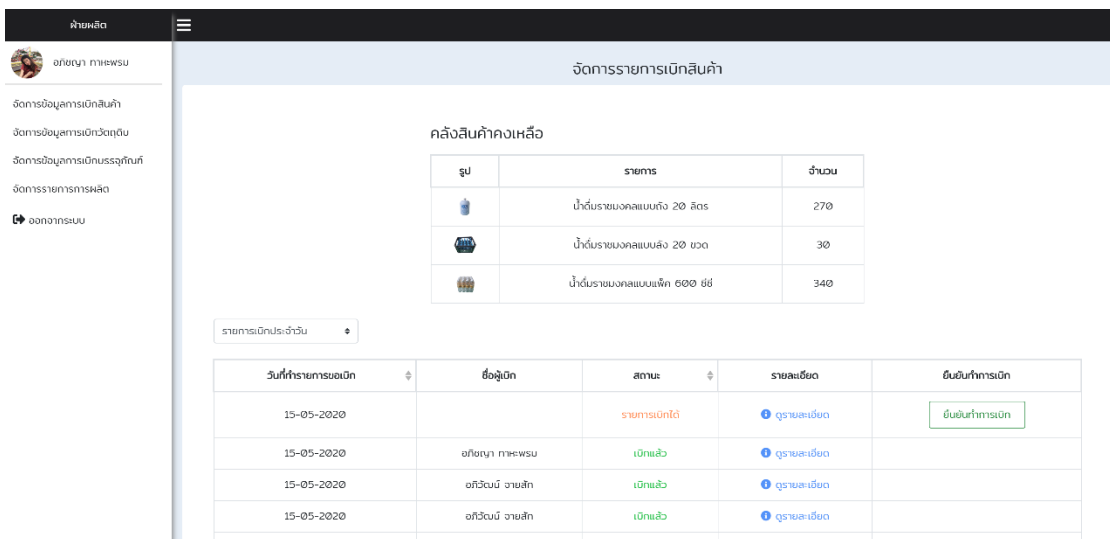 ฝ่ายผลิต
อภิชญา ทาหะพรม
จัดการข้อมูลการเบิกสินค้า
จัดการข้อมูลการเบิกวัตถุดิบ
จัดการข้อมูลการเบิกบรรจุภัณฑ์
จัดการรายการการผลิต
ออกจากระบบ
จัดการรายการเบิกสินค้า
คลังสินค้าคงเหลือ
รูป รายการ จำนวน
น้ำดื่มราชมงคลแบบถัง 20 ลิตร 270
น้ำดื่มราชมงคลแบบลัง 20 ขวด 30
น้ำดื่มราชมงคลแบบแพ็ค 600 ซีซี 340
รายการเบิกประจำวัน
วันที่ทำรายการขอเบิก ชื่อผู้เบิก สถานะ รายละเอียด ยืนยันทำการเบิก
15-05-2020 รายการเบิกได้ ดูรายละเอียด ยืนยันทำการเบิก
15-05-2020 อภิชญา ทาหะพรม เบิกแล้ว ดูรายละเอียด
15-05-2020 อภิวัฒน์ จายสัก เบิกแล้ว ดูรายละเอียด
15-05-2020 อภิวัฒน์ จายสัก เบิกแล้ว ดูรายละเอียด